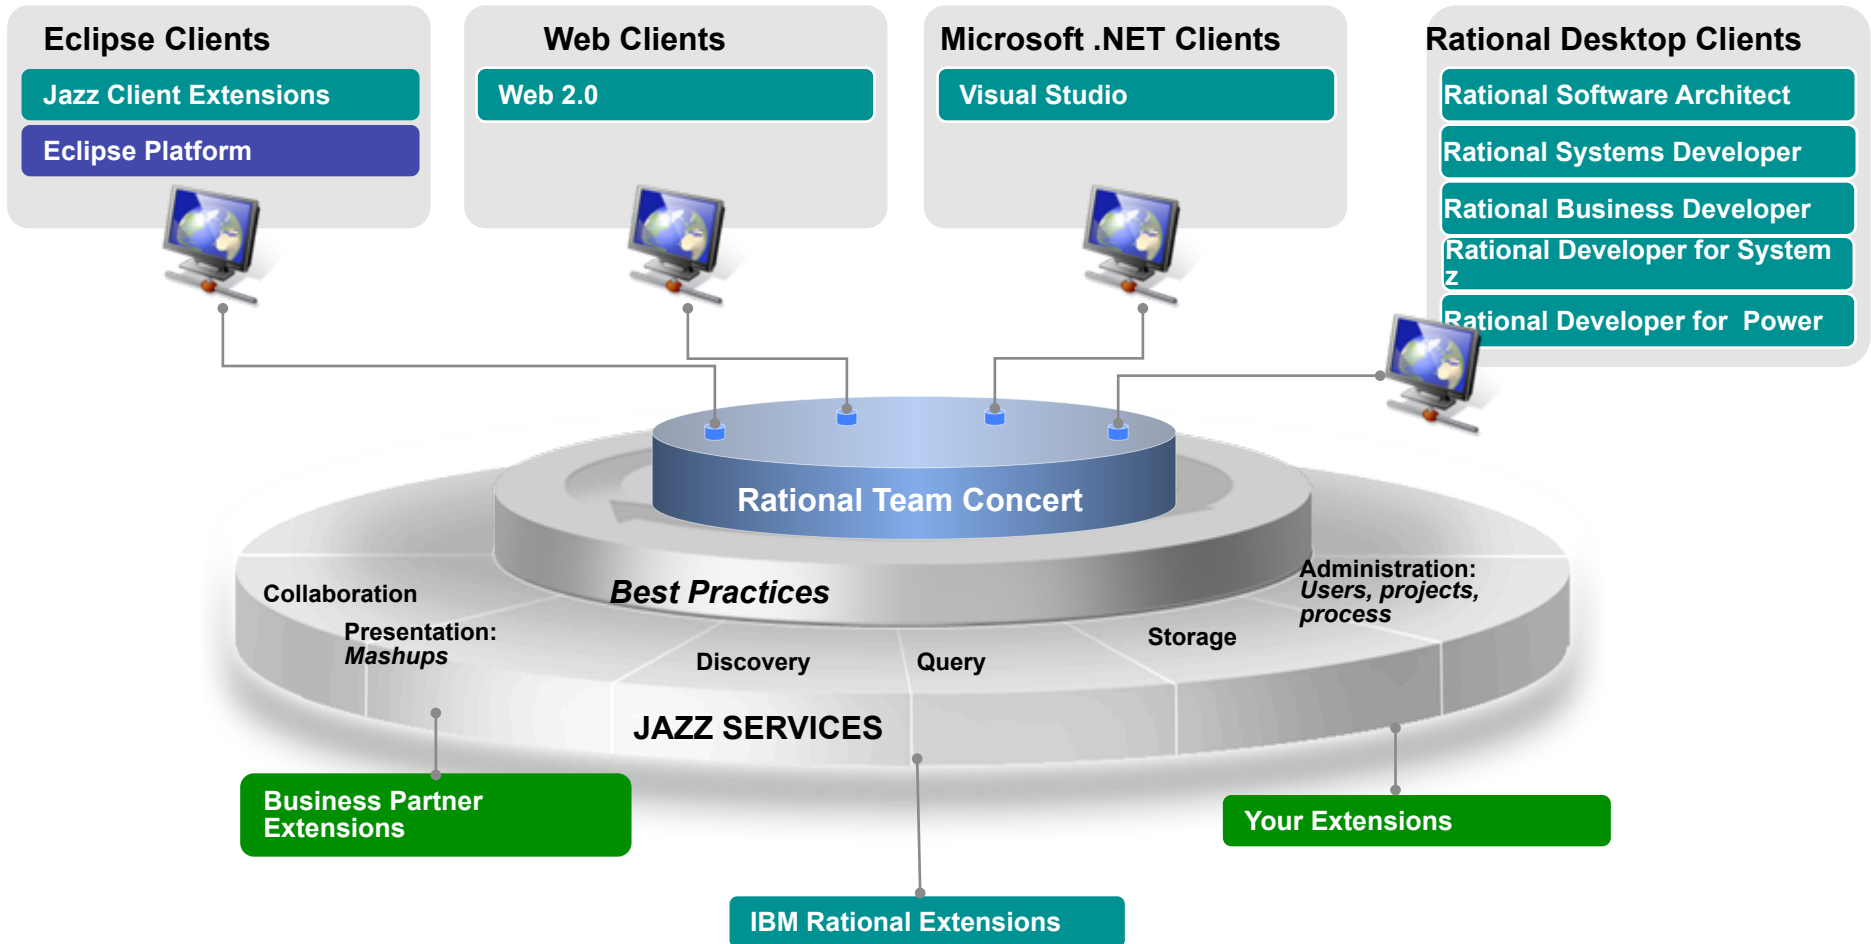 Eclipse Clients
Jazz Client Extensions
Eclipse Platform
Web Clients
Web 2.0
Microsoft .NET Clients
Visual Studio
Rational Desktop Clients
Rational Software Architect
Rational Systems Developer
Rational Business Developer
Rational Developer for System
z
Rational Developer for Power
Rational Team Concert
Best Practices
Collaboration
Presentation:
Mashups
Discovery
Query
Storage
Administration:
Users, projects,
process
JAZZ SERVICES
Business Partner
Extensions
IBM Rational Extensions
Your Extensions